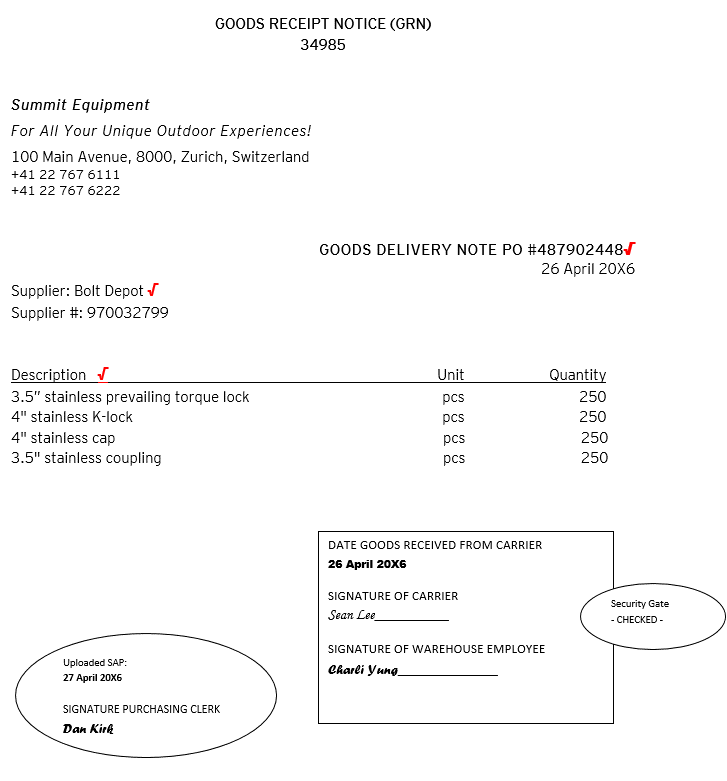 GOODS RECEIPT NOTICE (GRN)
34985
Summit Equipment
For All Your Unique Outdoor Experiences!
100 Main Avenue, 8000, Zurich, Switzerland
+41 22 767 6111
+41 22 767 6222
GOODS DELIVERY NOTE PO #487902448√
26 April 20X6
Supplier: Bolt Depot √
Supplier #: 970032799
Description √ Unit Quantity
3.5" stainless prevailing torque lock pcs 250
4" stainless K-lock pcs 250
4" stainless cap pcs 250
3.5" stainless coupling pcs 250
DATE GOODS RECEIVED FROM CARRIER
26 April 20X6
SIGNATURE OF CARRIER
Sean Lee
SIGNATURE OF WAREHOUSE EMPLOYEE
Charli Yung
Security Gate
- CHECKED -
Uploaded SAP:
27 April 20X6
SIGNATURE PURCHASING CLERK
Dan Kirk